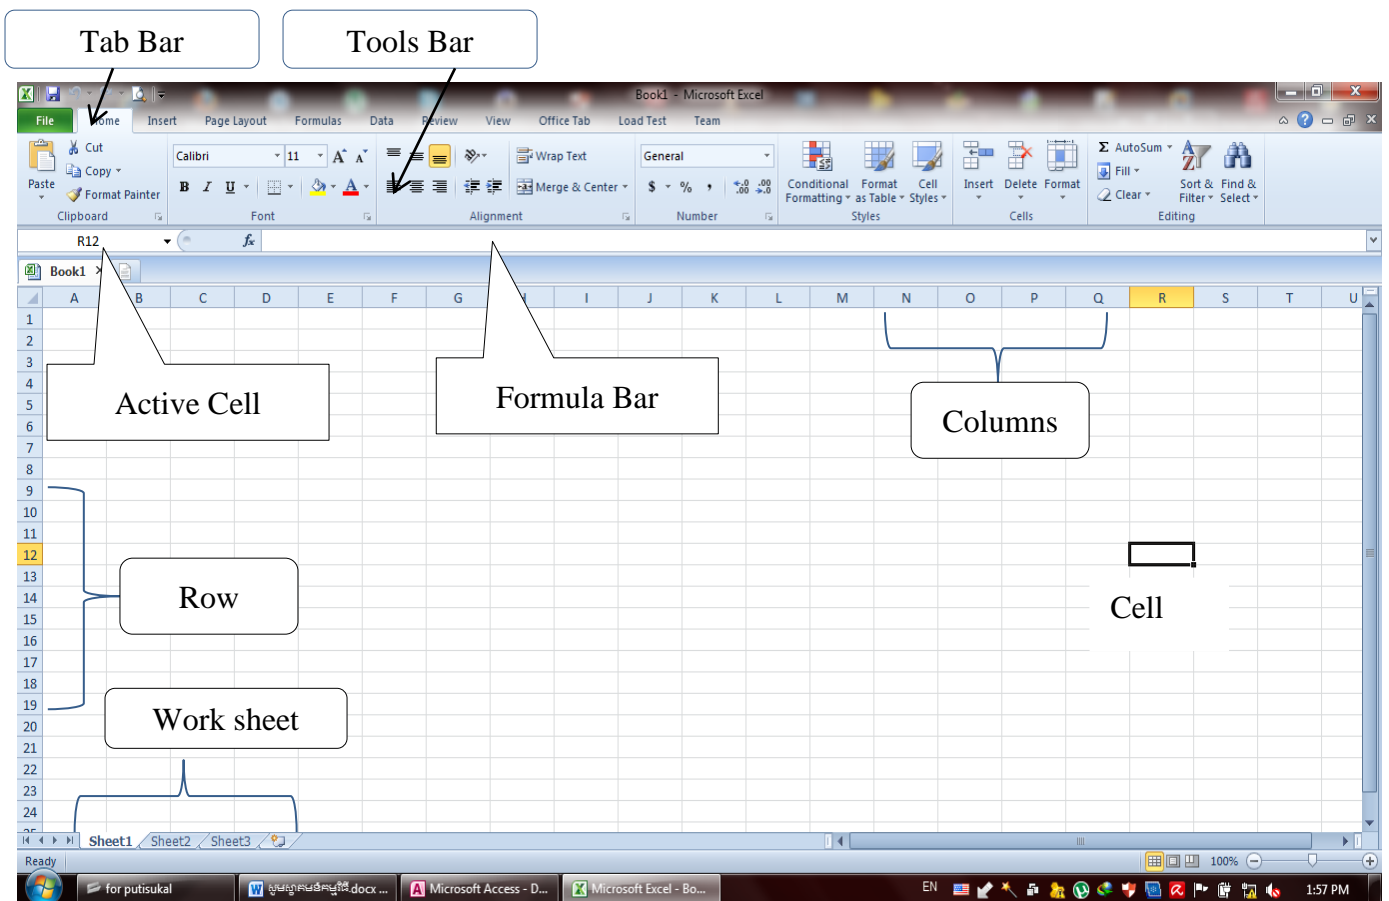 Tab Bar
Tools Bar
Book1 - Microsoft Excel
File Home Insert Page Layout Formulas Data Review View Office Tab Load Test Team
Paste
Cut
Copy
Format Painter
Clipboard
Calibri 11
B I U
Font
Wrap Text
Merge & Center
Alignment
General
$ % ,
Number
Conditional Formatting
Format as Table
Cell Styles
Styles
Insert Delete Format
Cells
Σ AutoSum
Fill
Clear
Sort & Filter
Find & Select
Editing
R12
fx
Book1
A B C D E F G H I J K L M N O P Q R S T U
1
2
3
4
5
6
7
8
9
10
11
12
13
14
15
16
17
18
19
20
21
22
23
24
25
Active Cell
Formula Bar
Columns
Row
Cell
Work sheet
Sheet1 Sheet2 Sheet3
Ready
100%
for putisukal
.docx ...
Microsoft Access - D...
Microsoft Excel - Bo...
EN
1:57 PM